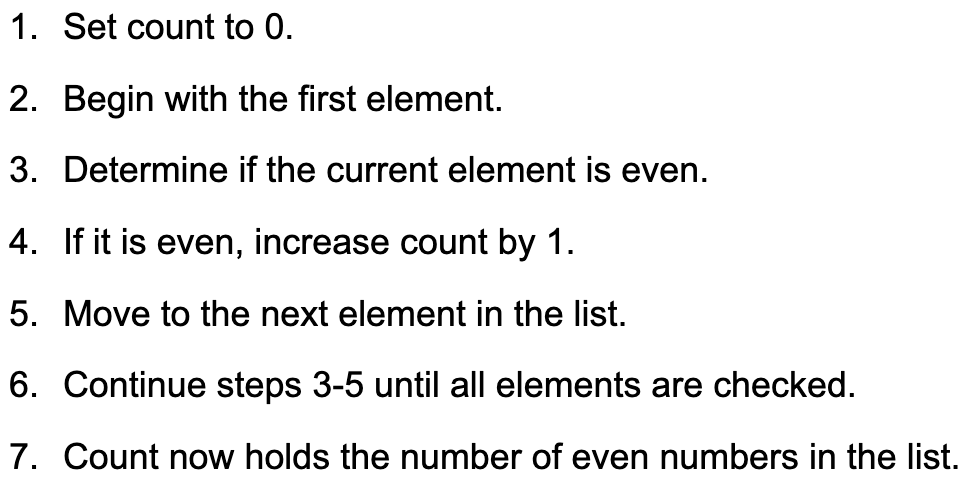 1. Set count to 0.
2. Begin with the first element.
3. Determine if the current element is even.
4. If it is even, increase count by 1.
5. Move to the next element in the list.
6. Continue steps 3-5 until all elements are checked.
7. Count now holds the number of even numbers in the list.